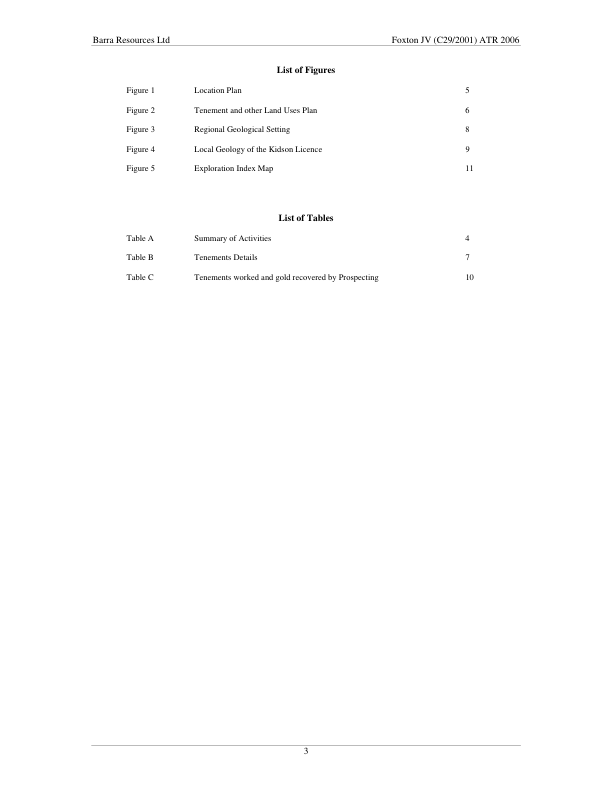 Barra Resources Ltd Foxton JV (C29/2001) ATR 2006
List of Figures
Figure 1 Location Plan 5
Figure 2 Tenement and other Land Uses Plan 6
Figure 3 Regional Geological Setting 8
Figure 4 Local Geology of the Kidson Licence 9
Figure 5 Exploration Index Map 11
List of Tables
Table A Summary of Activities 4
Table B Tenements Details 7
Table C Tenements worked and gold recovered by Prospecting 10
3